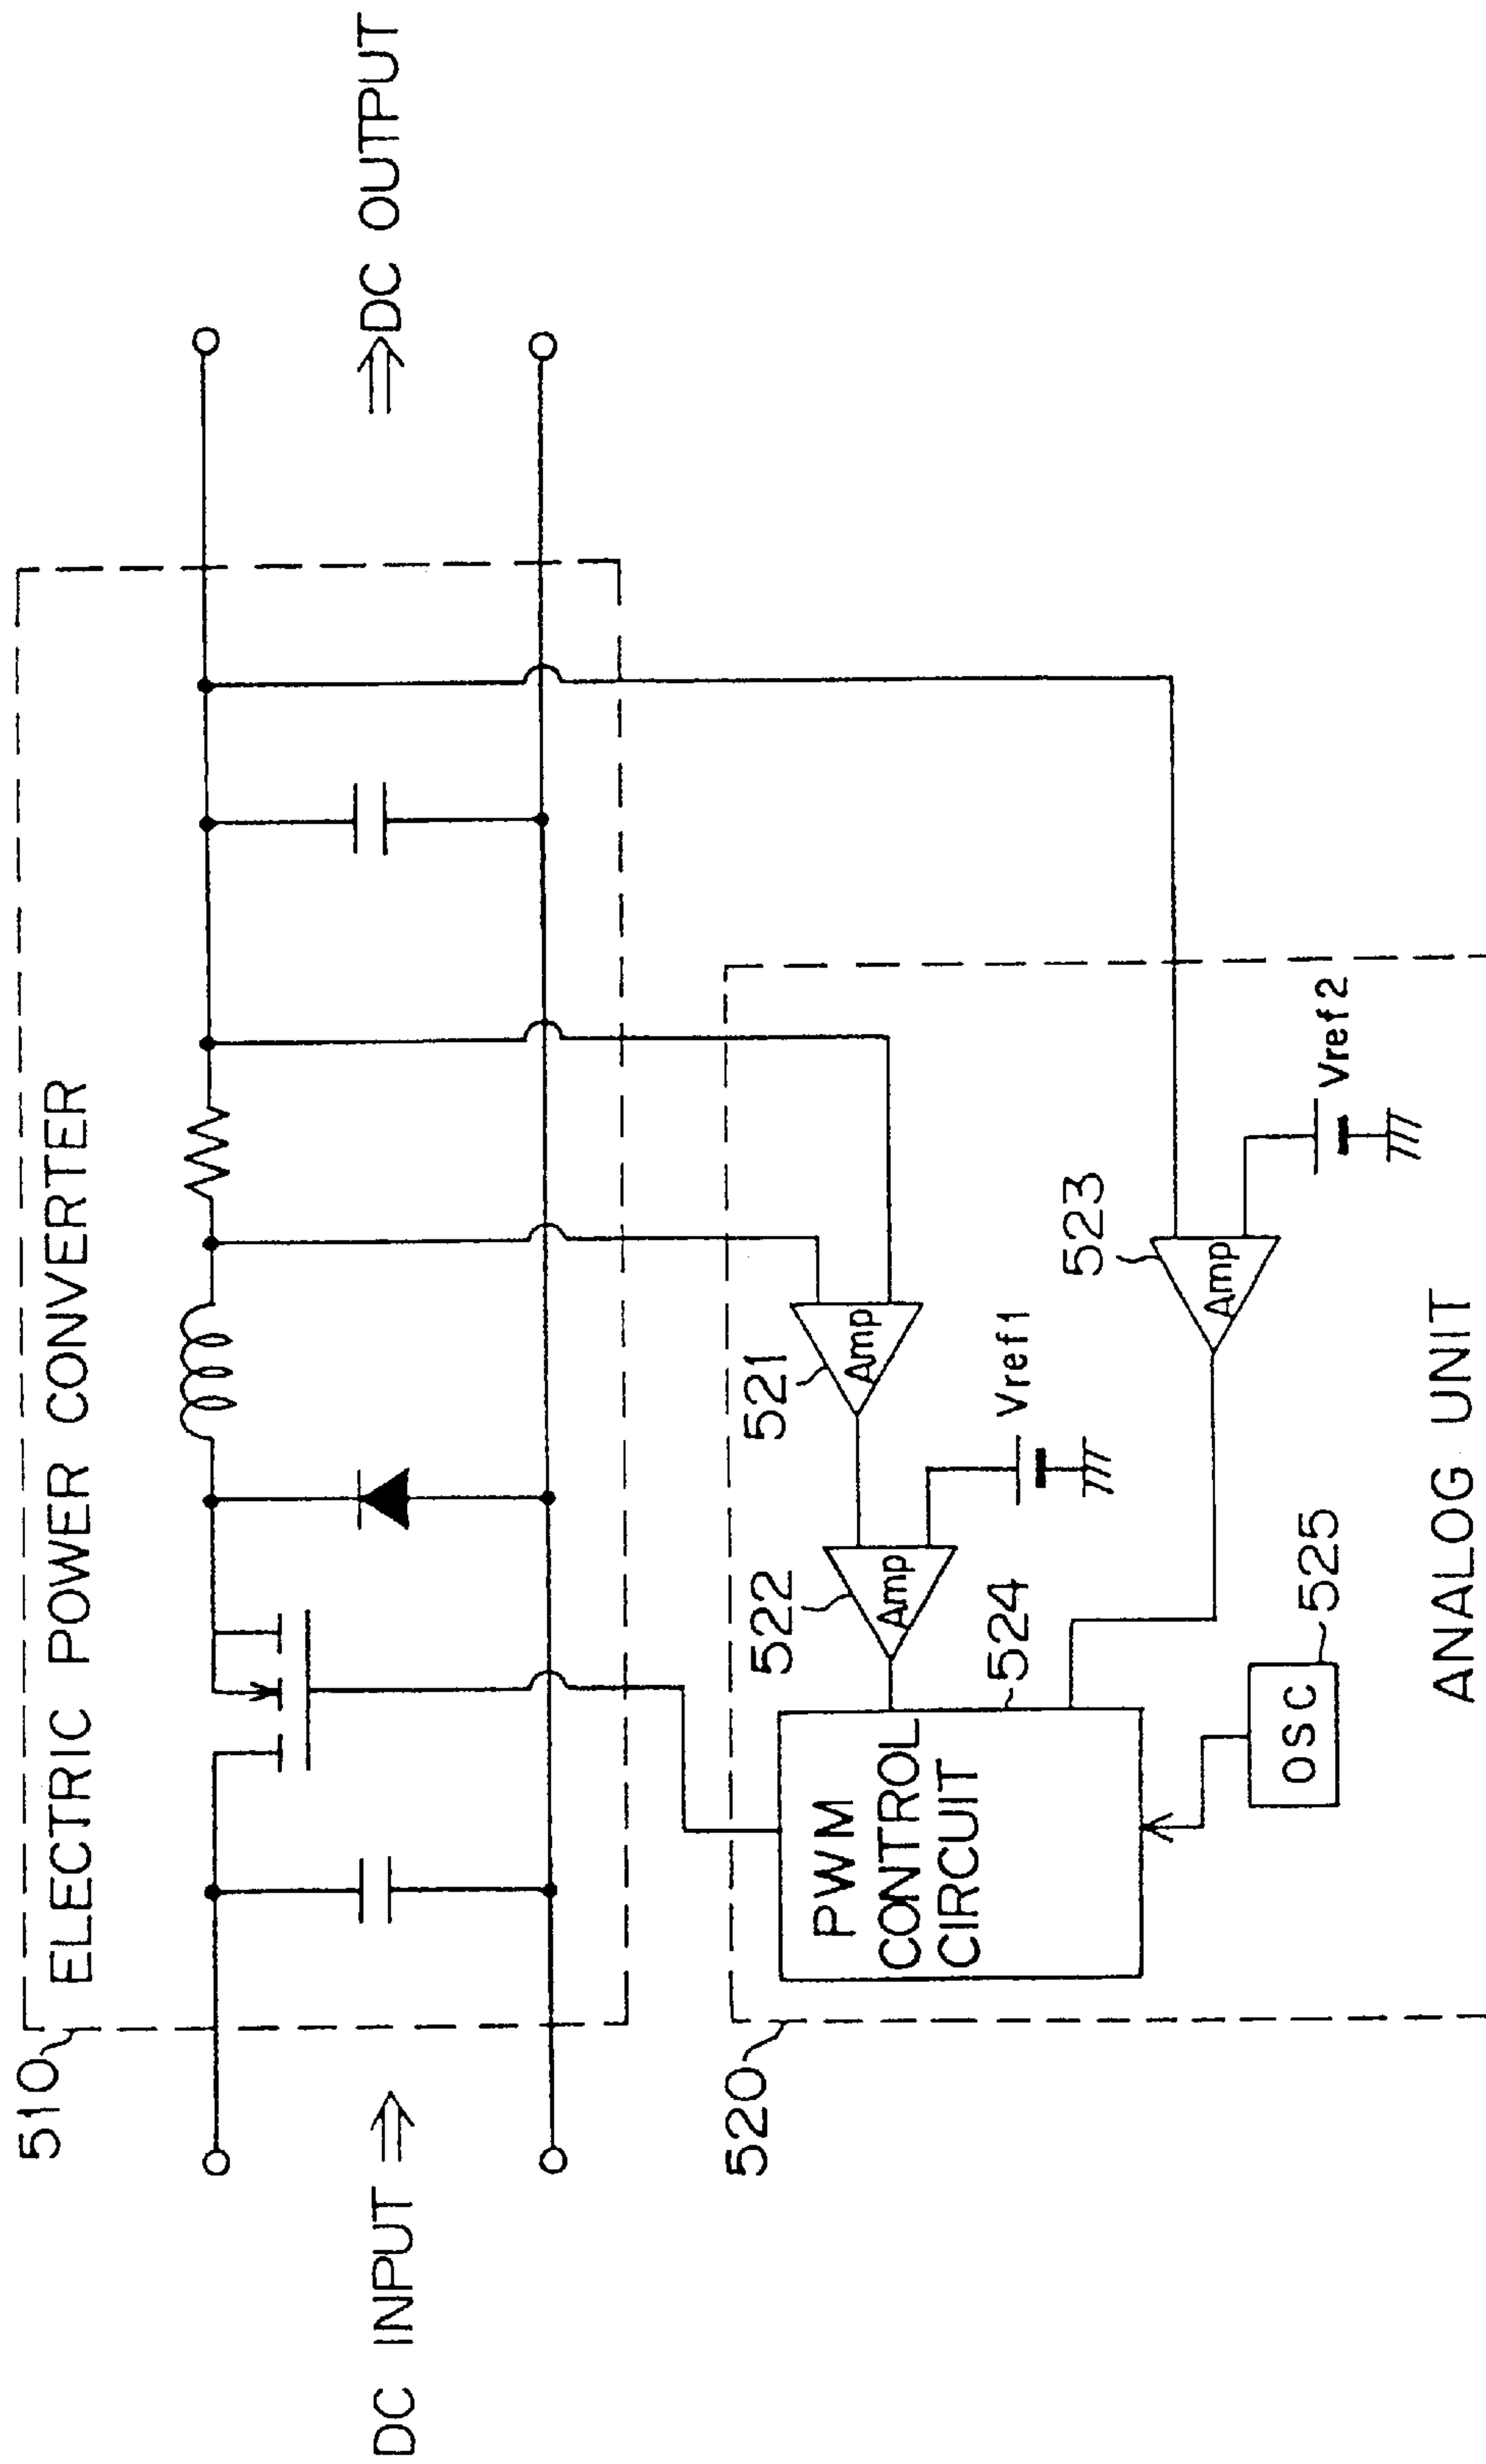 510
ELECTRIC POWER CONVERTER
DC INPUT ⇒
⇒ DC OUTPUT
520
521
Amp
522
Amp
Vref1
523
Amp
Vref2
524
PWM
CONTROL
CIRCUIT
525
OSC
ANALOG UNIT